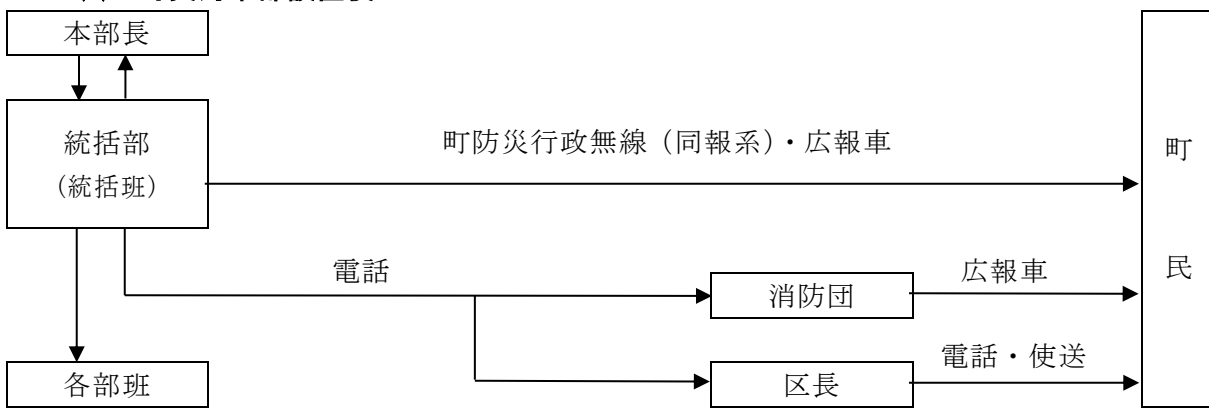 本部長
統括部
(統括班)
町防災行政無線（同報系）・広報車
町
民
電話
消防団
広報車
各部班
区長
電話・使送